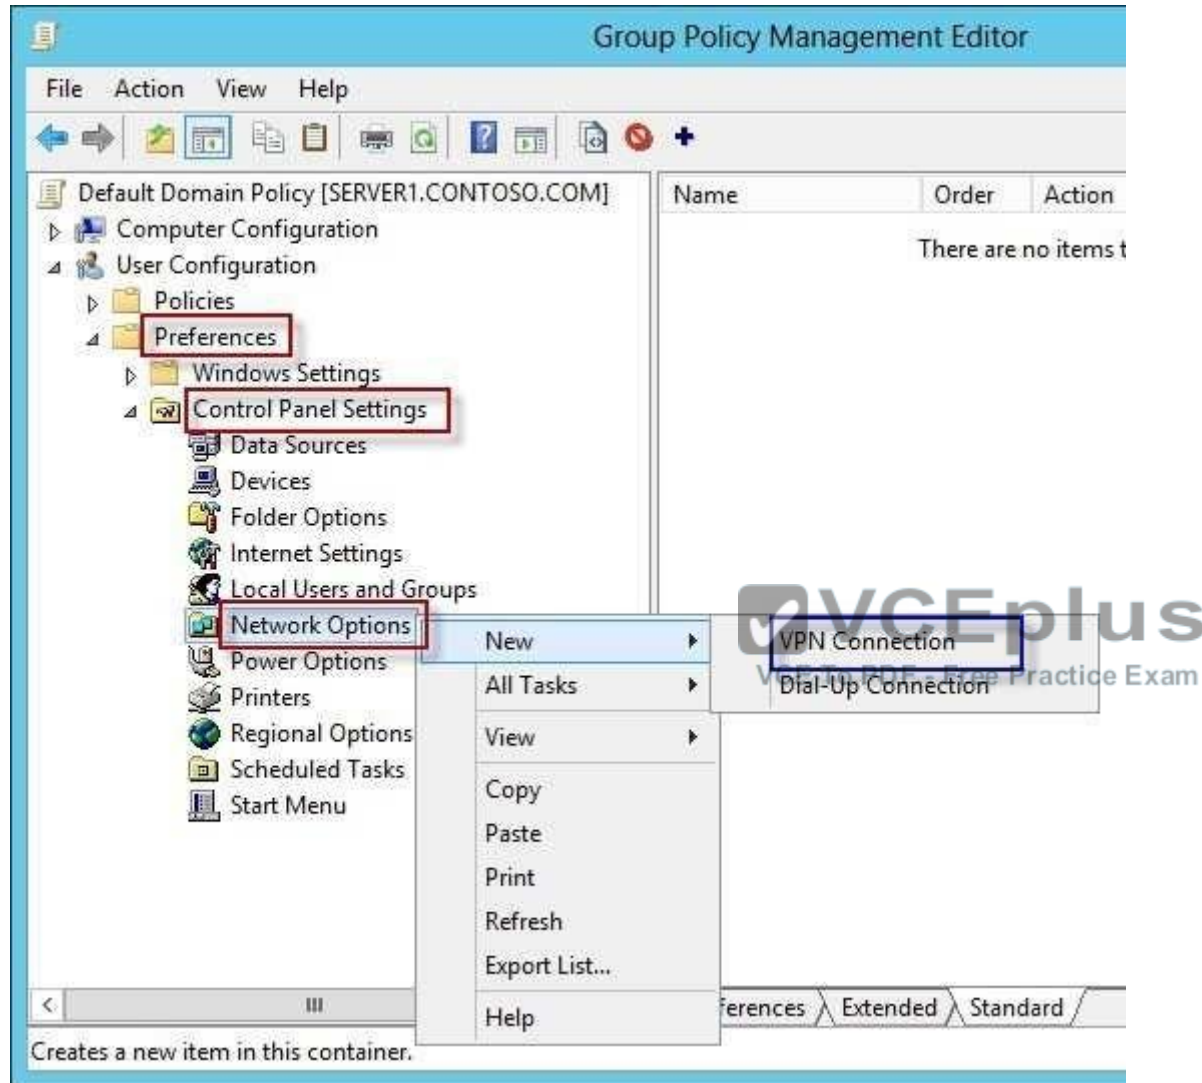 Group Policy Management Editor
File Action View Help
Default Domain Policy [SERVER1.CONTOSO.COM]
Computer Configuration
User Configuration
Policies
Preferences
Windows Settings
Control Panel Settings
Data Sources
Devices
Folder Options
Internet Settings
Local Users and Groups
Network Options
Power Options
Printers
Regional Options
Scheduled Tasks
Start Menu
Name Order Action
There are no items t
New
All Tasks
View
Copy
Paste
Print
Refresh
Export List...
Help
VCEplus
VPN Connection
VCE To PDF - Free Practice Exam
Dial-Up Connection
ferences Extended Standard
Creates a new item in this container.